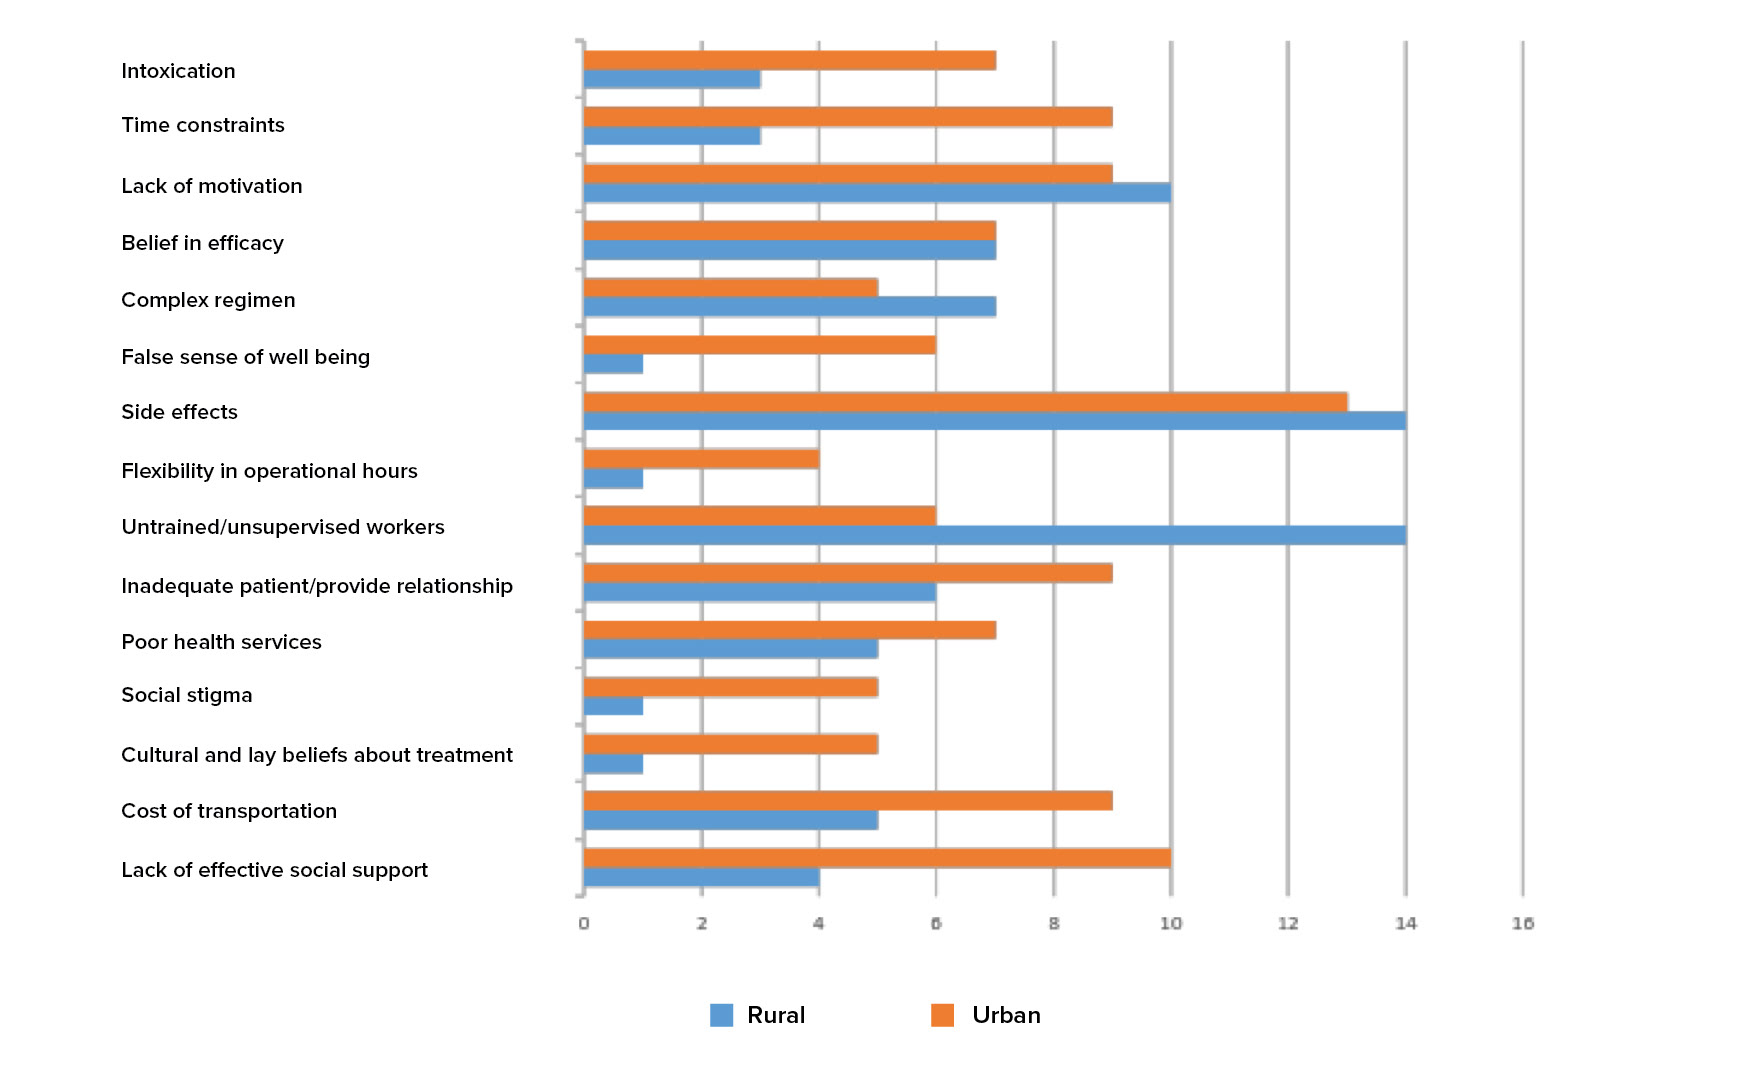 Intoxication
Time constraints
Lack of motivation
Belief in efficacy
Complex regimen
False sense of well being
Side effects
Flexibility in operational hours
Untrained/unsupervised workers
Inadequate patient/provide relationship
Poor health services
Social stigma
Cultural and lay beliefs about treatment
Cost of transportation
Lack of effective social support
0 2 4 6 8 10 12 14 16
Rural Urban